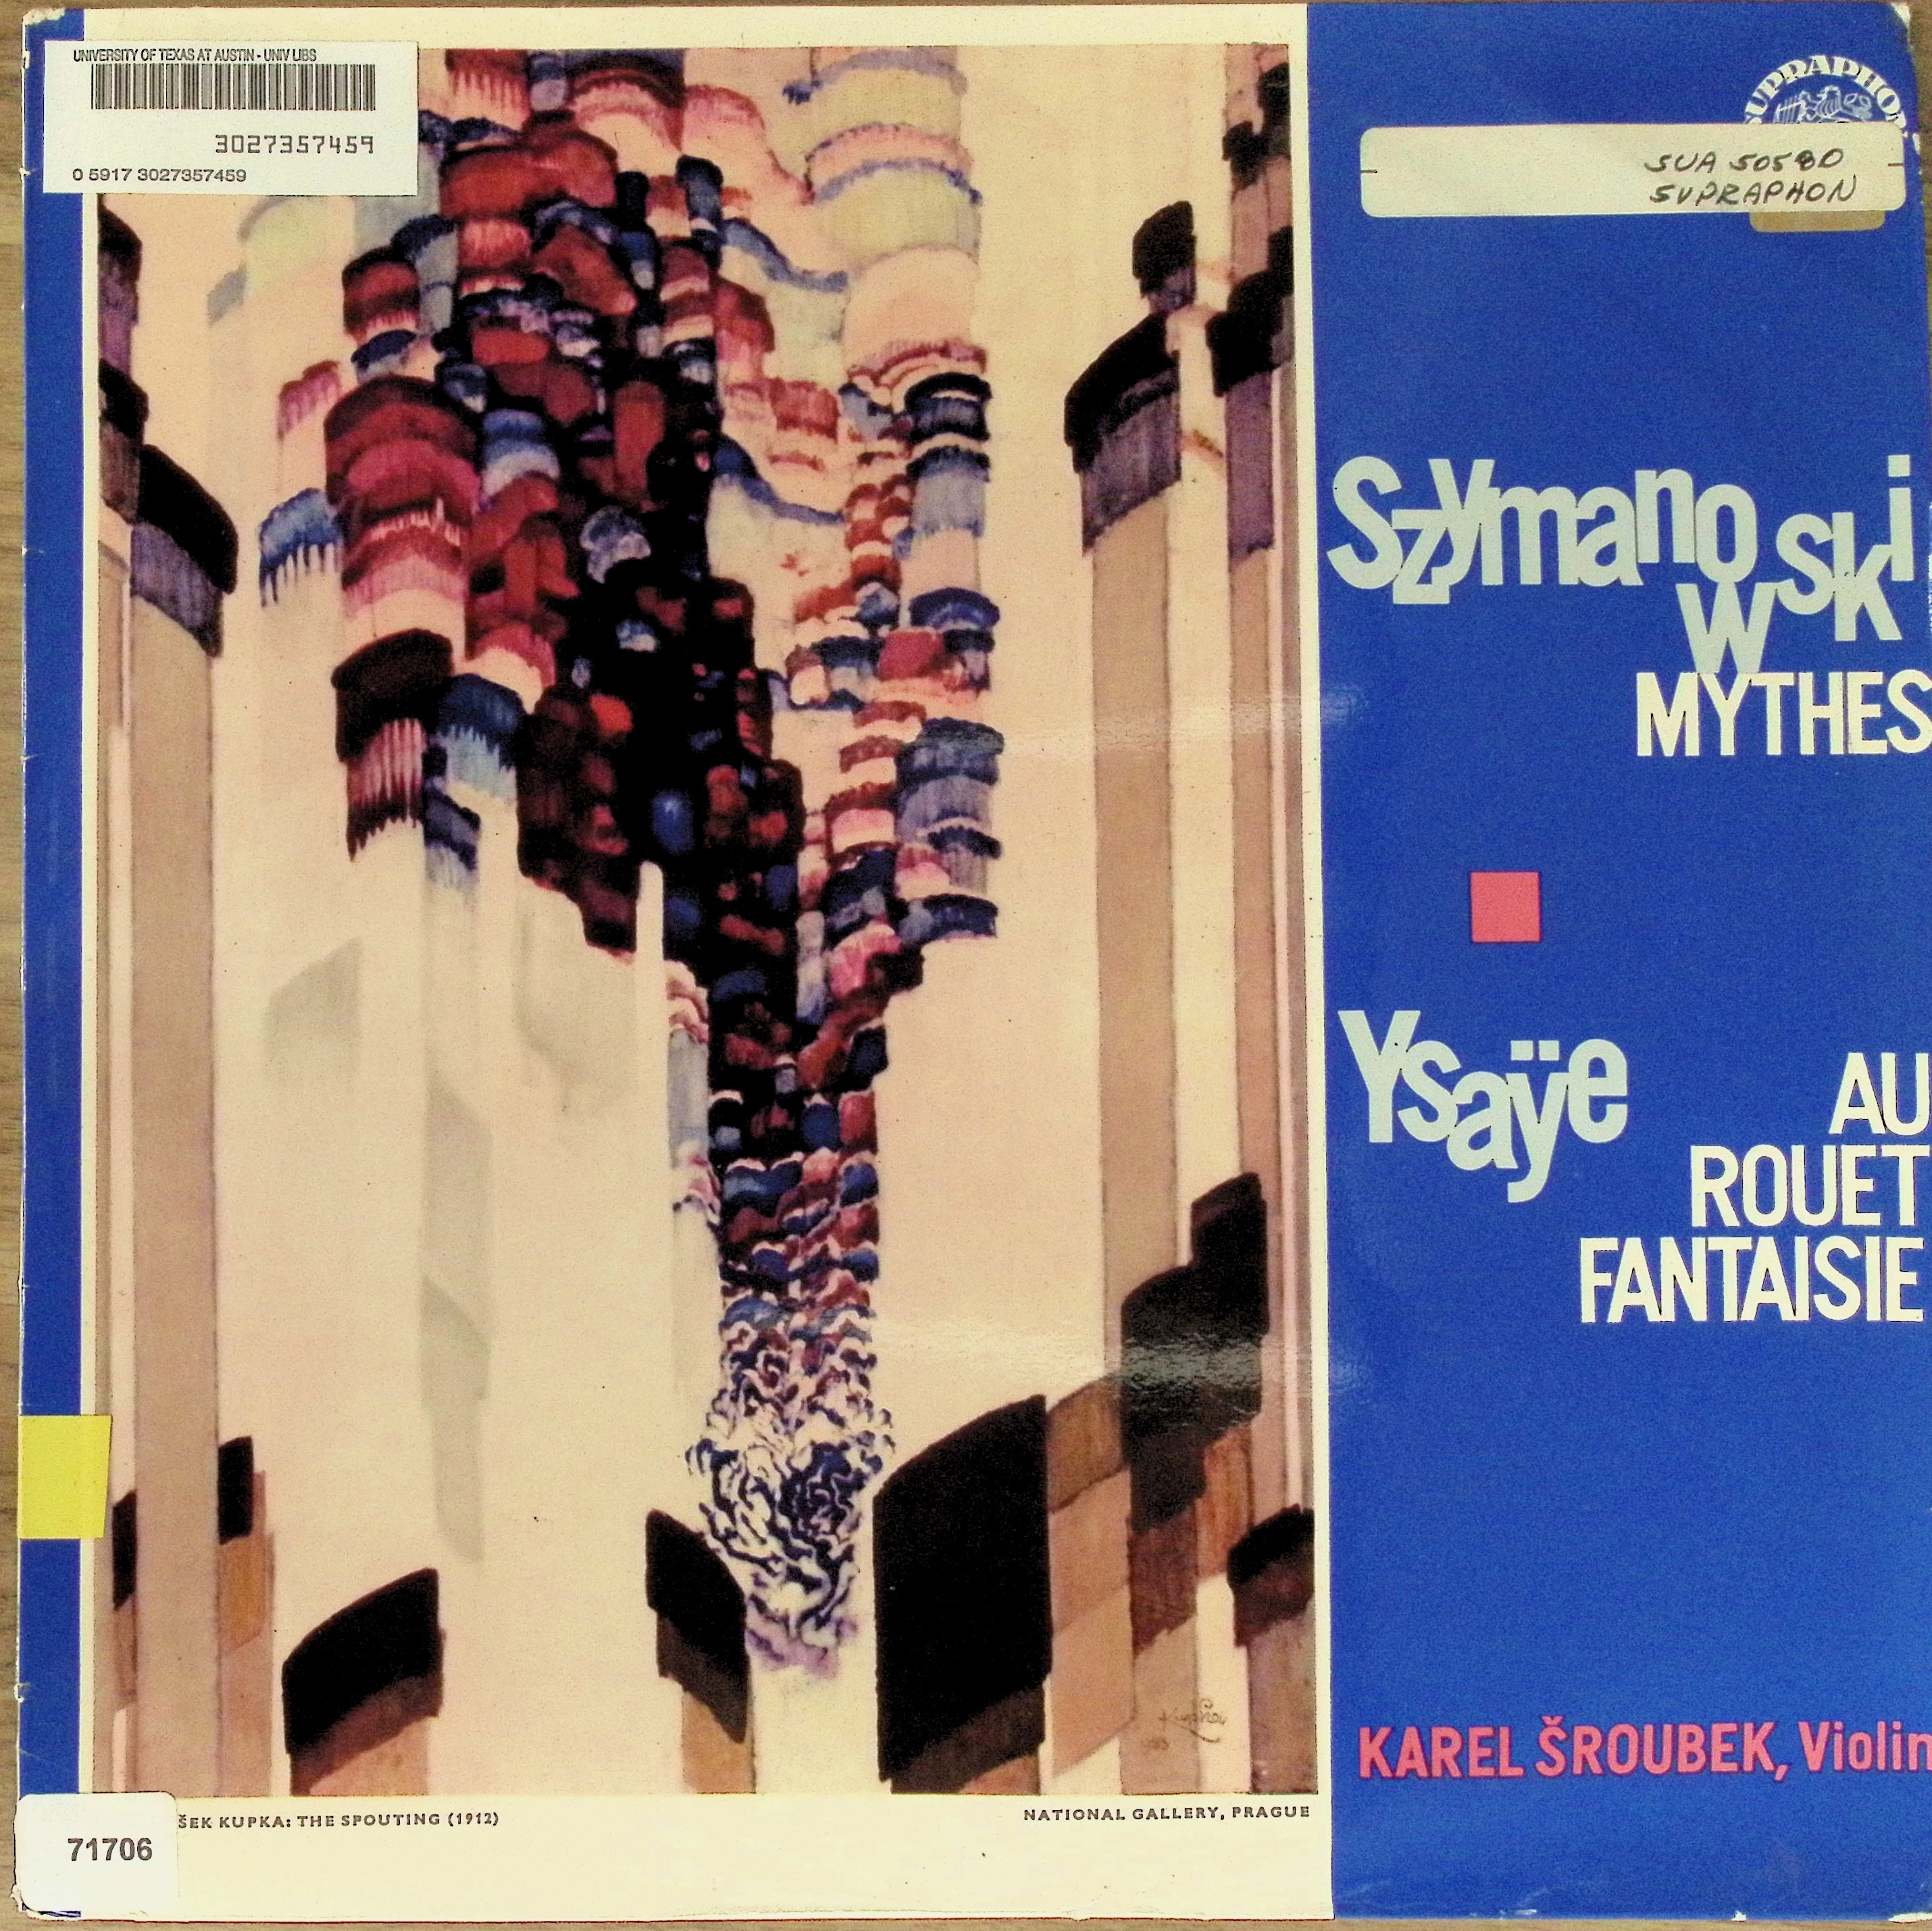 UNIVERSITY OF TEXAS AT AUSTIN - UNIV LIBS
3027357459
0 5917 3027357459
SUPRAPHON
SUA 50580
SUPRAPHON
Szymanowski
MYTHES
Ysaÿe
AU
ROUET
FANTAISIE
KAREL ŠROUBEK, Violin
ŠEK KUPKA: THE SPOUTING (1912)
NATIONAL GALLERY, PRAGUE
71706